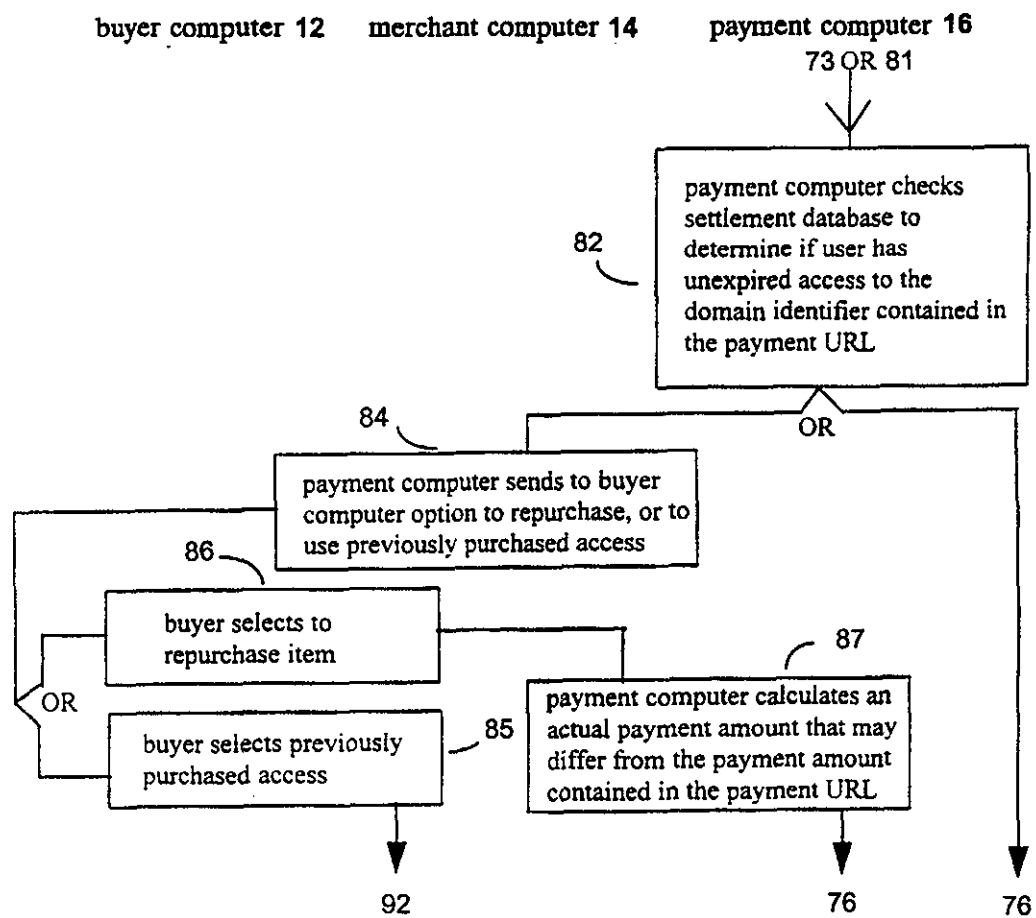 buyer computer 12 merchant computer 14 payment computer 16
73 OR 81
payment computer checks
settlement database to
determine if user has
unexpired access to the
domain identifier contained in
the payment URL
82
OR
84
payment computer sends to buyer
computer option to repurchase, or to
use previously purchased access
86
buyer selects to
repurchase item
87
OR
payment computer calculates an
actual payment amount that may
differ from the payment amount
contained in the payment URL
buyer selects previously
purchased access
85
92
76
76